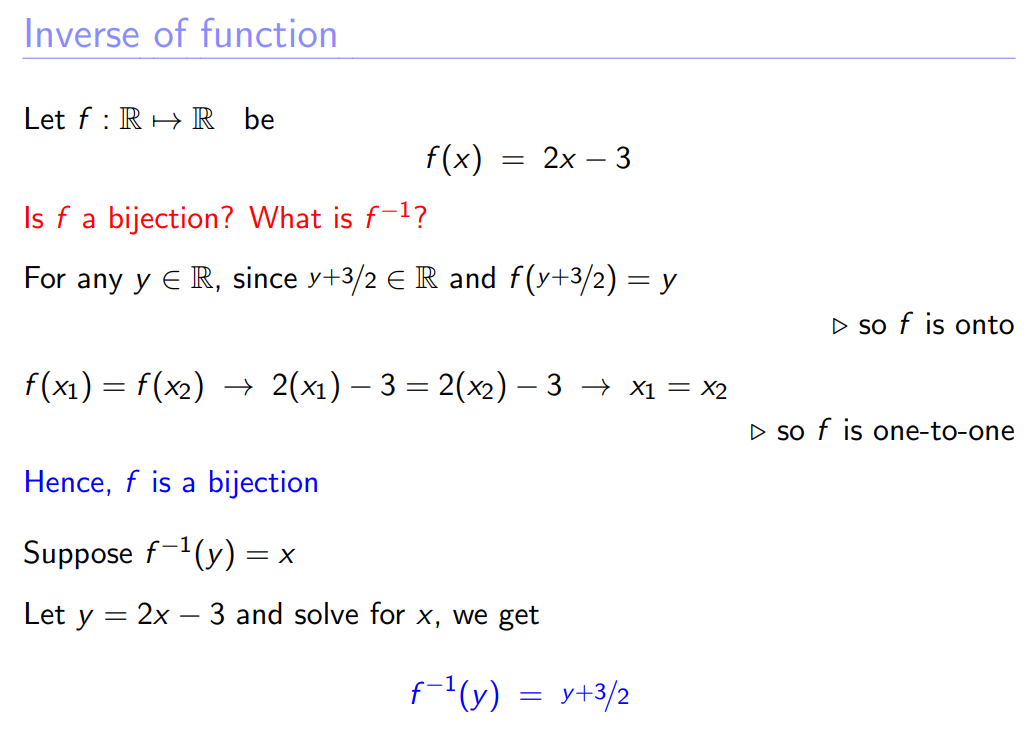 Inverse of function
Let f : ℝ ↦ ℝ be
f(x) = 2x − 3
Is f a bijection? What is f⁻¹?
For any y ∈ ℝ, since y+3/2 ∈ ℝ and f(y+3/2) = y
▷ so f is onto
f(x₁) = f(x₂) → 2(x₁) − 3 = 2(x₂) − 3 → x₁ = x₂
▷ so f is one-to-one
Hence, f is a bijection
Suppose f⁻¹(y) = x
Let y = 2x − 3 and solve for x, we get
f⁻¹(y) = y+3/2